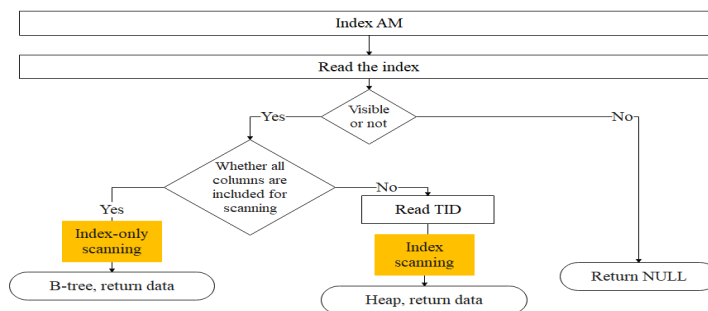 Index AM
Read the index
Visible
or not
Yes
No
Whether all
columns are
included for
scanning
No
Yes
Read TID
Index-only
scanning
Index
scanning
B-tree, return data
Heap, return data
Return NULL